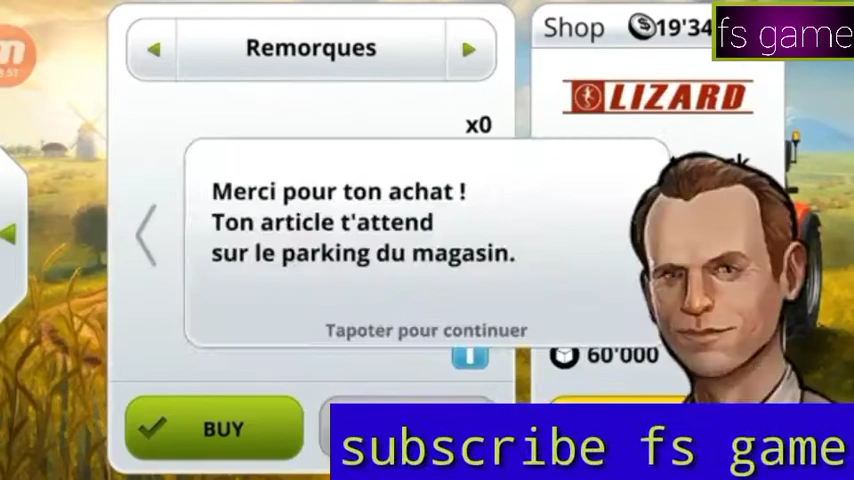 Remorques
Shop 19'34
fs game
LIZARD
x0
Merci pour ton achat !
Ton article t'attend
sur le parking du magasin.
Tapoter pour continuer
60'000
BUY
subscribe fs game